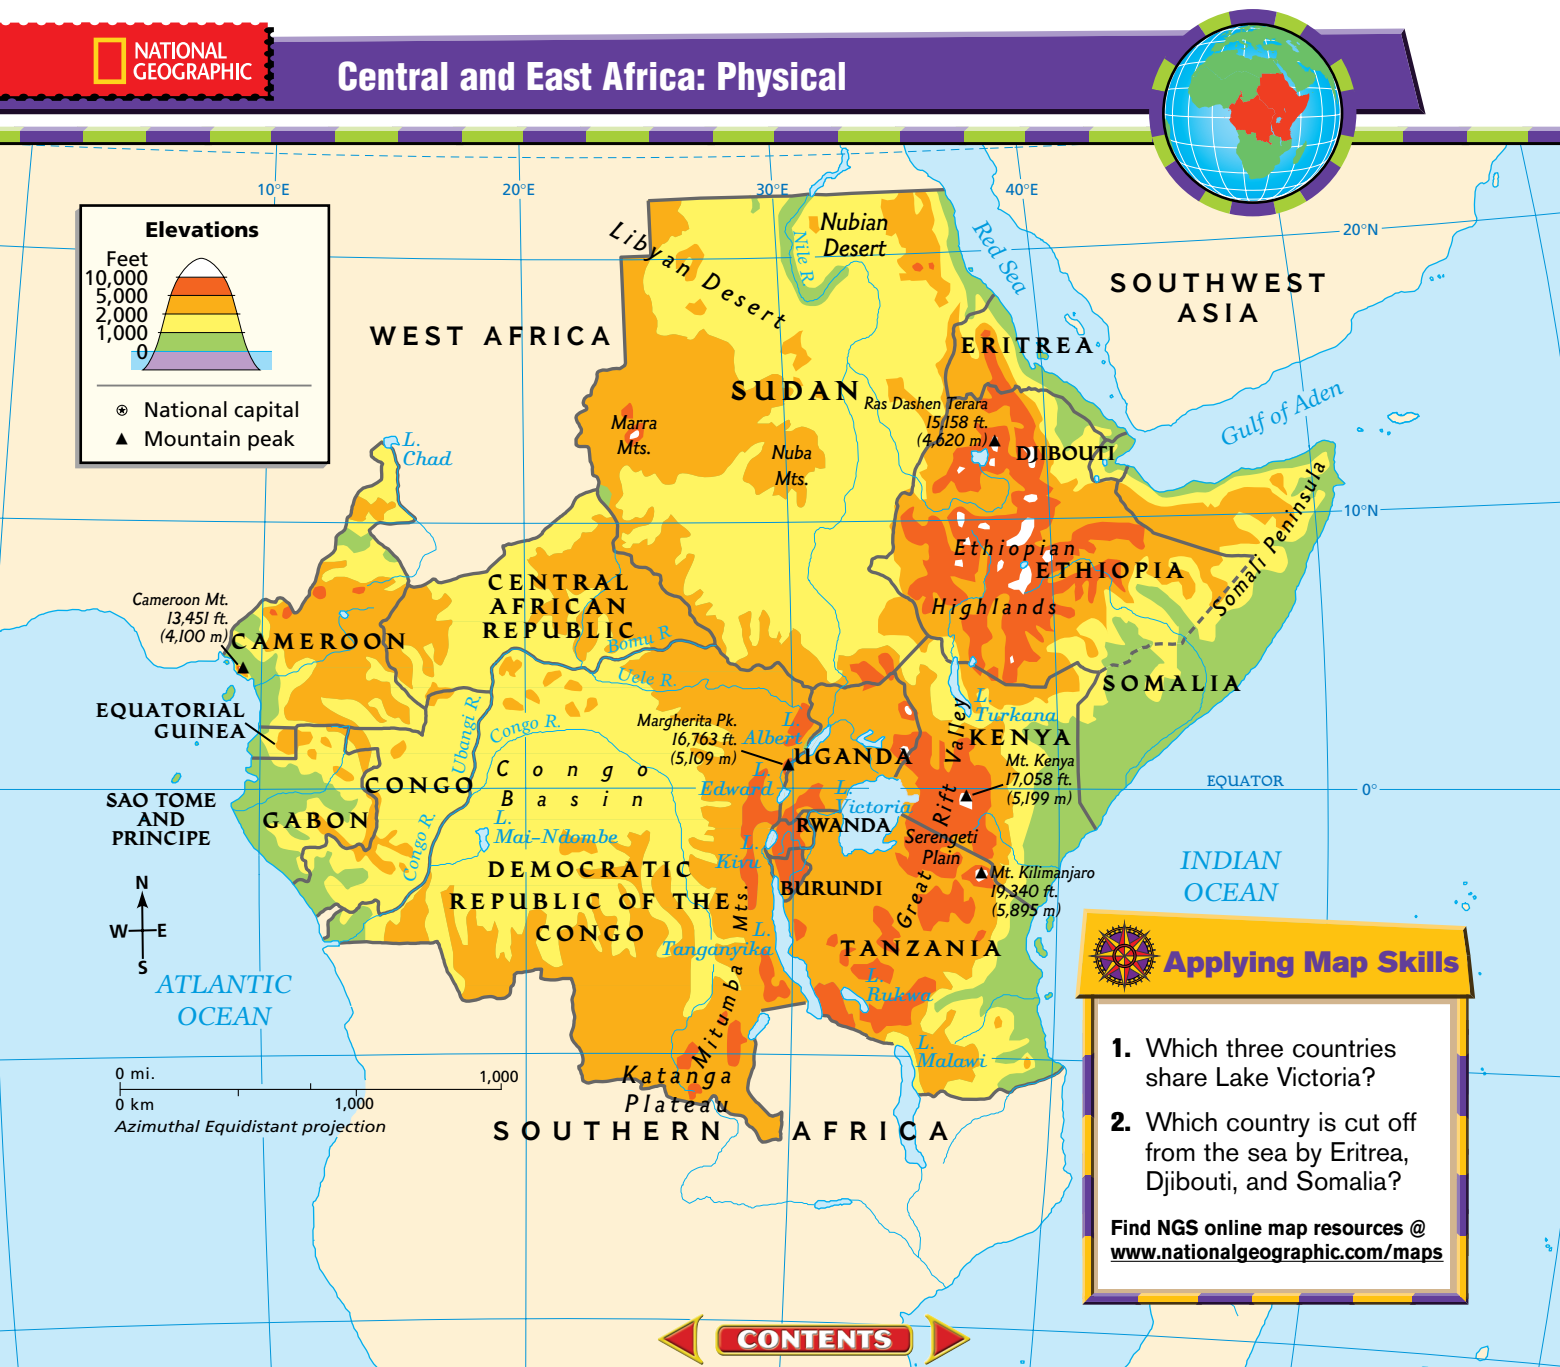 NATIONAL
GEOGRAPHIC
Central and East Africa: Physical
10°E
20°E
30°E
40°E
20°N
10°N
0°
EQUATOR
Elevations
Feet
10,000
5,000
2,000
1,000
0
National capital
Mountain peak
WEST AFRICA
SOUTHWEST
ASIA
SOUTHERN AFRICA
Libyan Desert
Nubian
Desert
Nile R.
Red Sea
Gulf of Aden
ERITREA
SUDAN
Ras Dashen Terara
15,158 ft.
(4,620 m)
DJIBOUTI
Marra
Mts.
Nuba
Mts.
L.
Chad
Somali Peninsula
Ethiopian
Highlands
ETHIOPIA
CENTRAL
AFRICAN
REPUBLIC
Cameroon Mt.
13,451 ft.
(4,100 m)
CAMEROON
Bomu R.
Uele R.
SOMALIA
EQUATORIAL
GUINEA
Ubangi R.
Congo R.
Margherita Pk.
16,763 ft.
(5,109 m)
L.
Albert
L.
Turkana
UGANDA
KENYA
Mt. Kenya
17,058 ft.
(5,199 m)
CONGO
Congo
Basin
L.
Edward
L.
Victoria
SAO TOME
AND
PRINCIPE
GABON
Congo R.
L.
Mai-Ndombe
RWANDA
Serengeti
Plain
Great Rift Valley
L.
Kivu
DEMOCRATIC
REPUBLIC OF THE
CONGO
BURUNDI
Mt. Kilimanjaro
19,340 ft.
(5,895 m)
INDIAN
OCEAN
L.
Tanganyika
TANZANIA
Mitumba Mts.
L.
Rukwa
L.
Malawi
Katanga
Plateau
N
W
E
S
ATLANTIC
OCEAN
0 mi.
1,000
0 km
1,000
Azimuthal Equidistant projection
Applying Map Skills
1. Which three countries
share Lake Victoria?
2. Which country is cut off
from the sea by Eritrea,
Djibouti, and Somalia?
Find NGS online map resources @
www.nationalgeographic.com/maps
CONTENTS